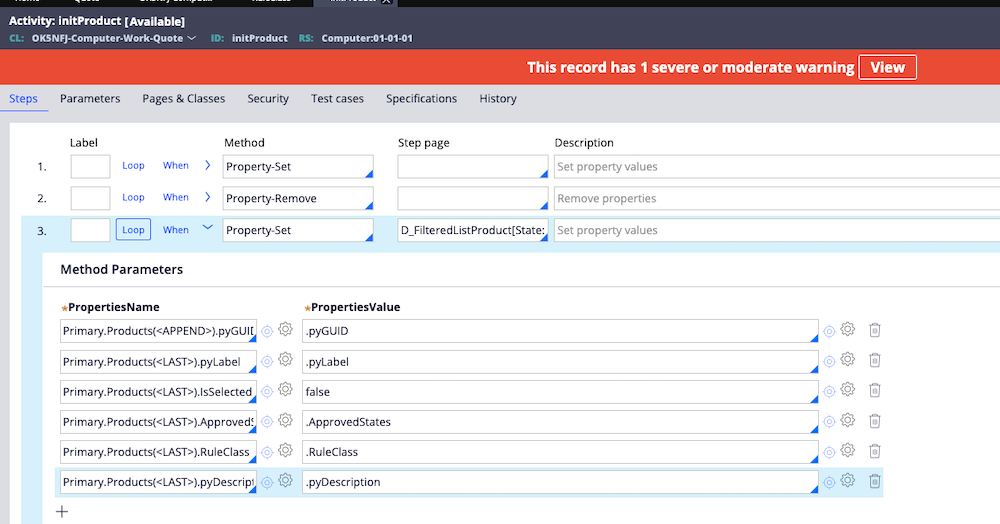 Activity: initProduct [Available]
CL: OK5NFJ-Computer-Work-Quote ID: initProduct RS: Computer:01-01-01
This record has 1 severe or moderate warning View
Steps Parameters Pages & Classes Security Test cases Specifications History
Label Method Step page Description
1. Loop When Property-Set Set property values
2. Loop When Property-Remove Remove properties
3. Loop When Property-Set D_FilteredListProduct[State: Set property values
Method Parameters
*PropertiesName *PropertiesValue
Primary.Products(<APPEND>).pyGUID .pyGUID
Primary.Products(<LAST>).pyLabel .pyLabel
Primary.Products(<LAST>).IsSelected false
Primary.Products(<LAST>).ApprovedS .ApprovedStates
Primary.Products(<LAST>).RuleClass .RuleClass
Primary.Products(<LAST>).pyDescript .pyDescription